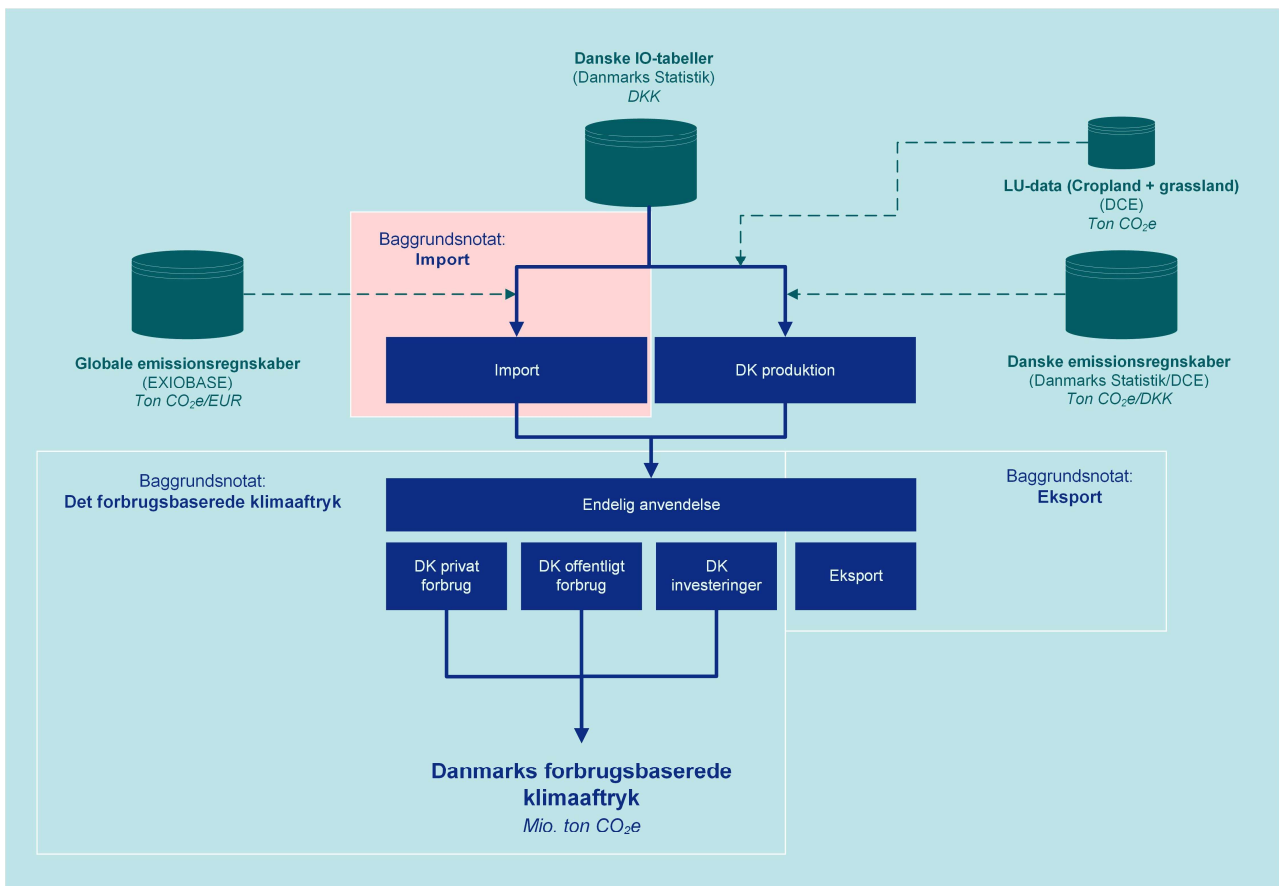 Danske IO-tabeller
(Danmarks Statistik)
DKK
LU-data (Cropland + grassland)
(DCE)
Ton CO₂e
Baggrundsnotat:
Import
Globale emissionsregnskaber
(EXIOBASE)
Ton CO₂e/EUR
Import
DK produktion
Danske emissionsregnskaber
(Danmarks Statistik/DCE)
Ton CO₂e/DKK
Baggrundsnotat:
Det forbrugsbaserede klimaaftryk
Baggrundsnotat:
Eksport
Endelig anvendelse
DK privat
forbrug
DK offentligt
forbrug
DK
investeringer
Eksport
Danmarks forbrugsbaserede
klimaaftryk
Mio. ton CO₂e